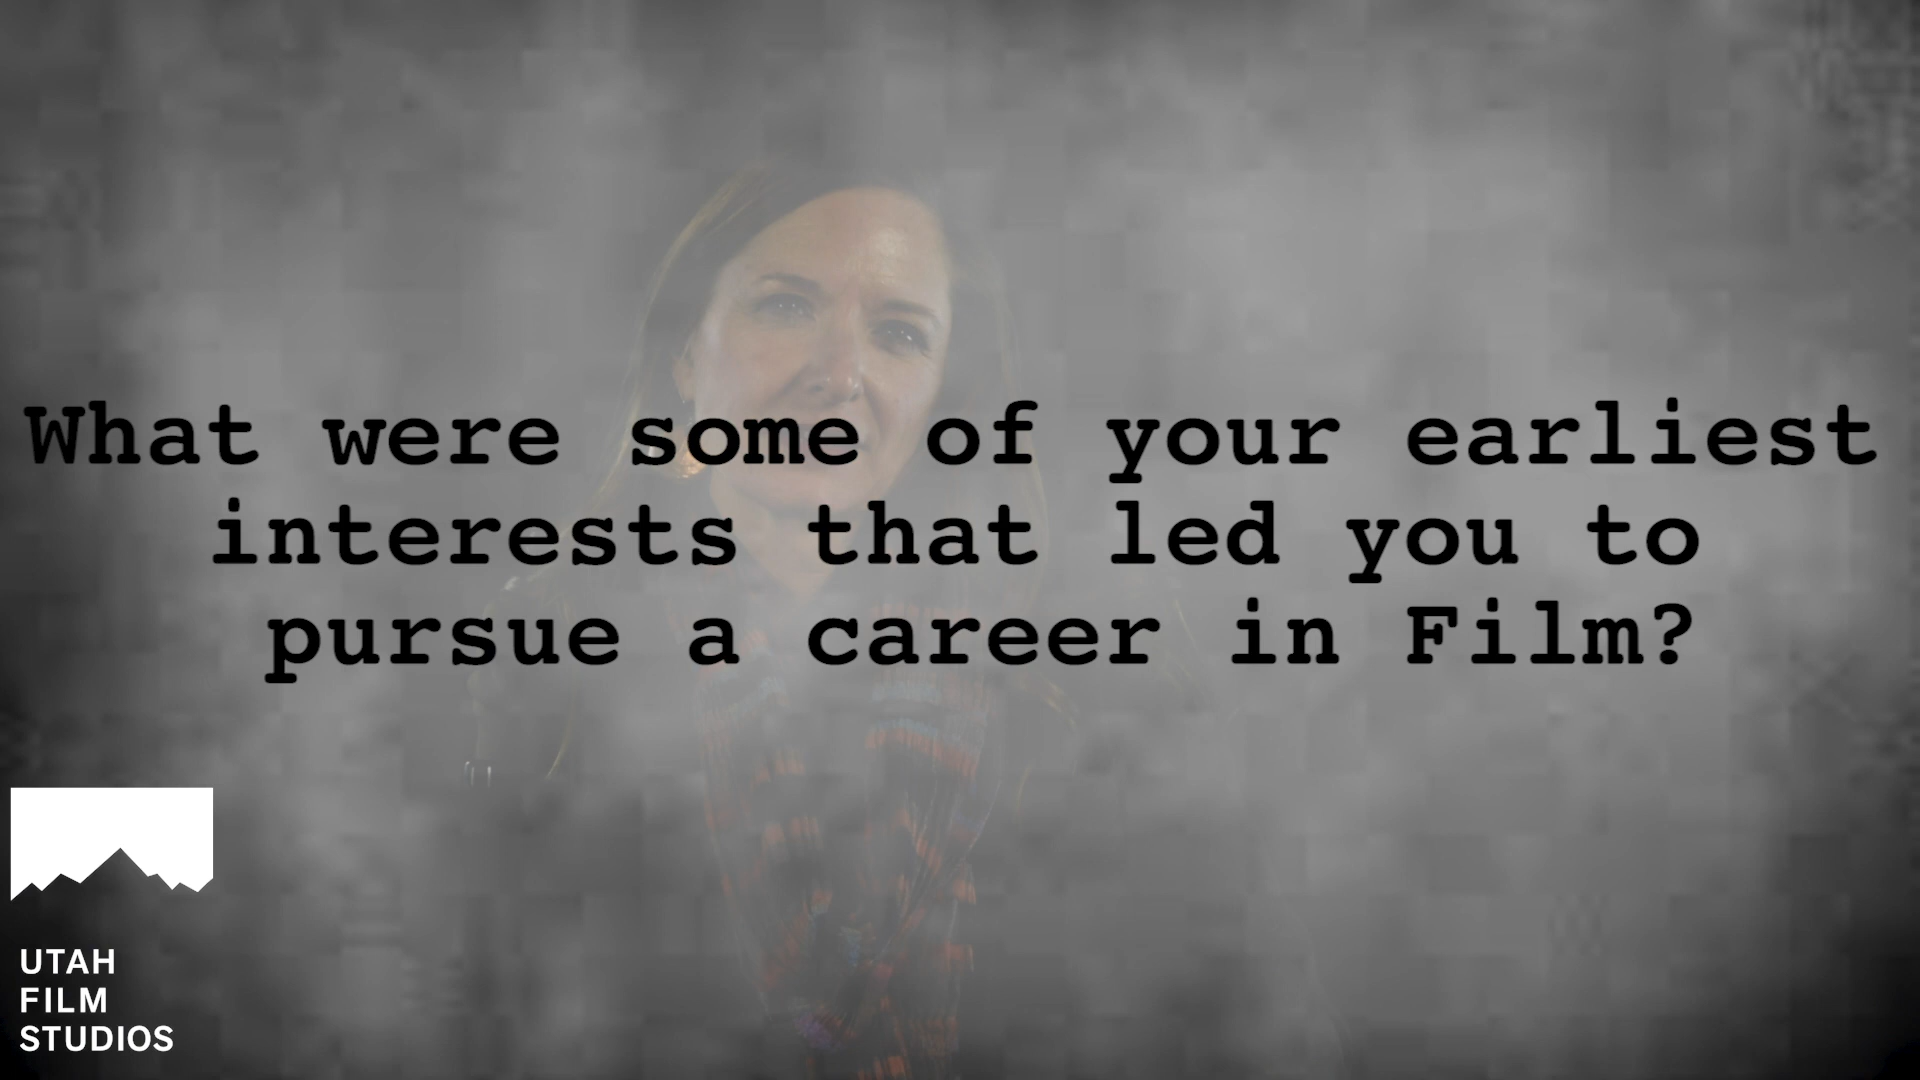 What were some of your earliest
interests that led you to
pursue a career in Film?
UTAH
FILM
STUDIOS